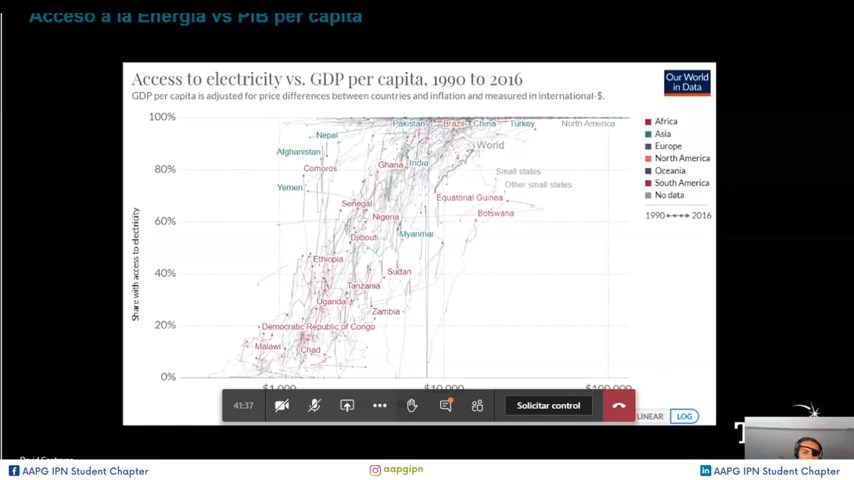 Acceso a la Energía vs PIB per capita
Access to electricity vs. GDP per capita, 1990 to 2016
GDP per capita is adjusted for price differences between countries and inflation and measured in international-$.
Our World
in Data
100%
80%
60%
40%
20%
0%
Share with access to electricity
Pakistan
Brazil
China
Turkey
North America
Nepal
World
Afghanistan
Ghana
India
Comoros
Small states
Yemen
Other small states
Senegal
Equatorial Guinea
Nigeria
Botswana
Djibouti
Myanmar
Ethiopia
Sudan
Tanzania
Uganda
Zambia
Democratic Republic of Congo
Malawi
Chad
Africa
Asia
Europe
North America
Oceania
South America
No data
1990
2016
$1,000
$10,000
$100,000
41:37
Solicitar control
LINEAR
LOG
T
AAPG IPN Student Chapter
aapgipn
AAPG IPN Student Chapter